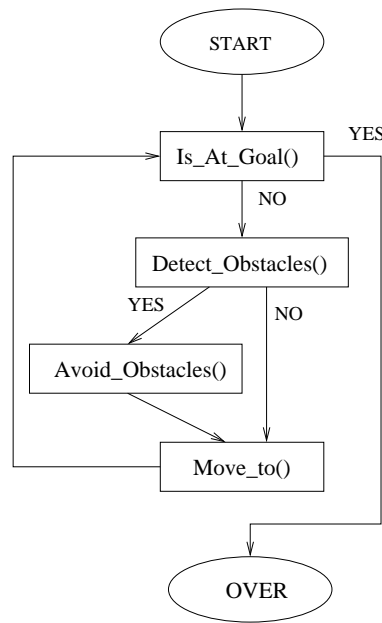 START
YES
Is_At_Goal()
NO
Detect_Obstacles()
YES
NO
Avoid_Obstacles()
Move_to()
OVER